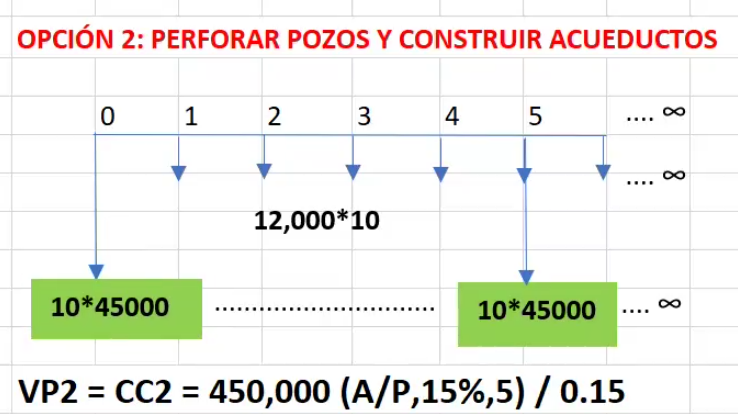 OPCIÓN 2: PERFORAR POZOS Y CONSTRUIR ACUEDUCTOS
0 1 2 3 4 5 .... ∞
.... ∞
12,000*10
10*45000 .............................. 10*45000 .... ∞
VP2 = CC2 = 450,000 (A/P,15%,5) / 0.15